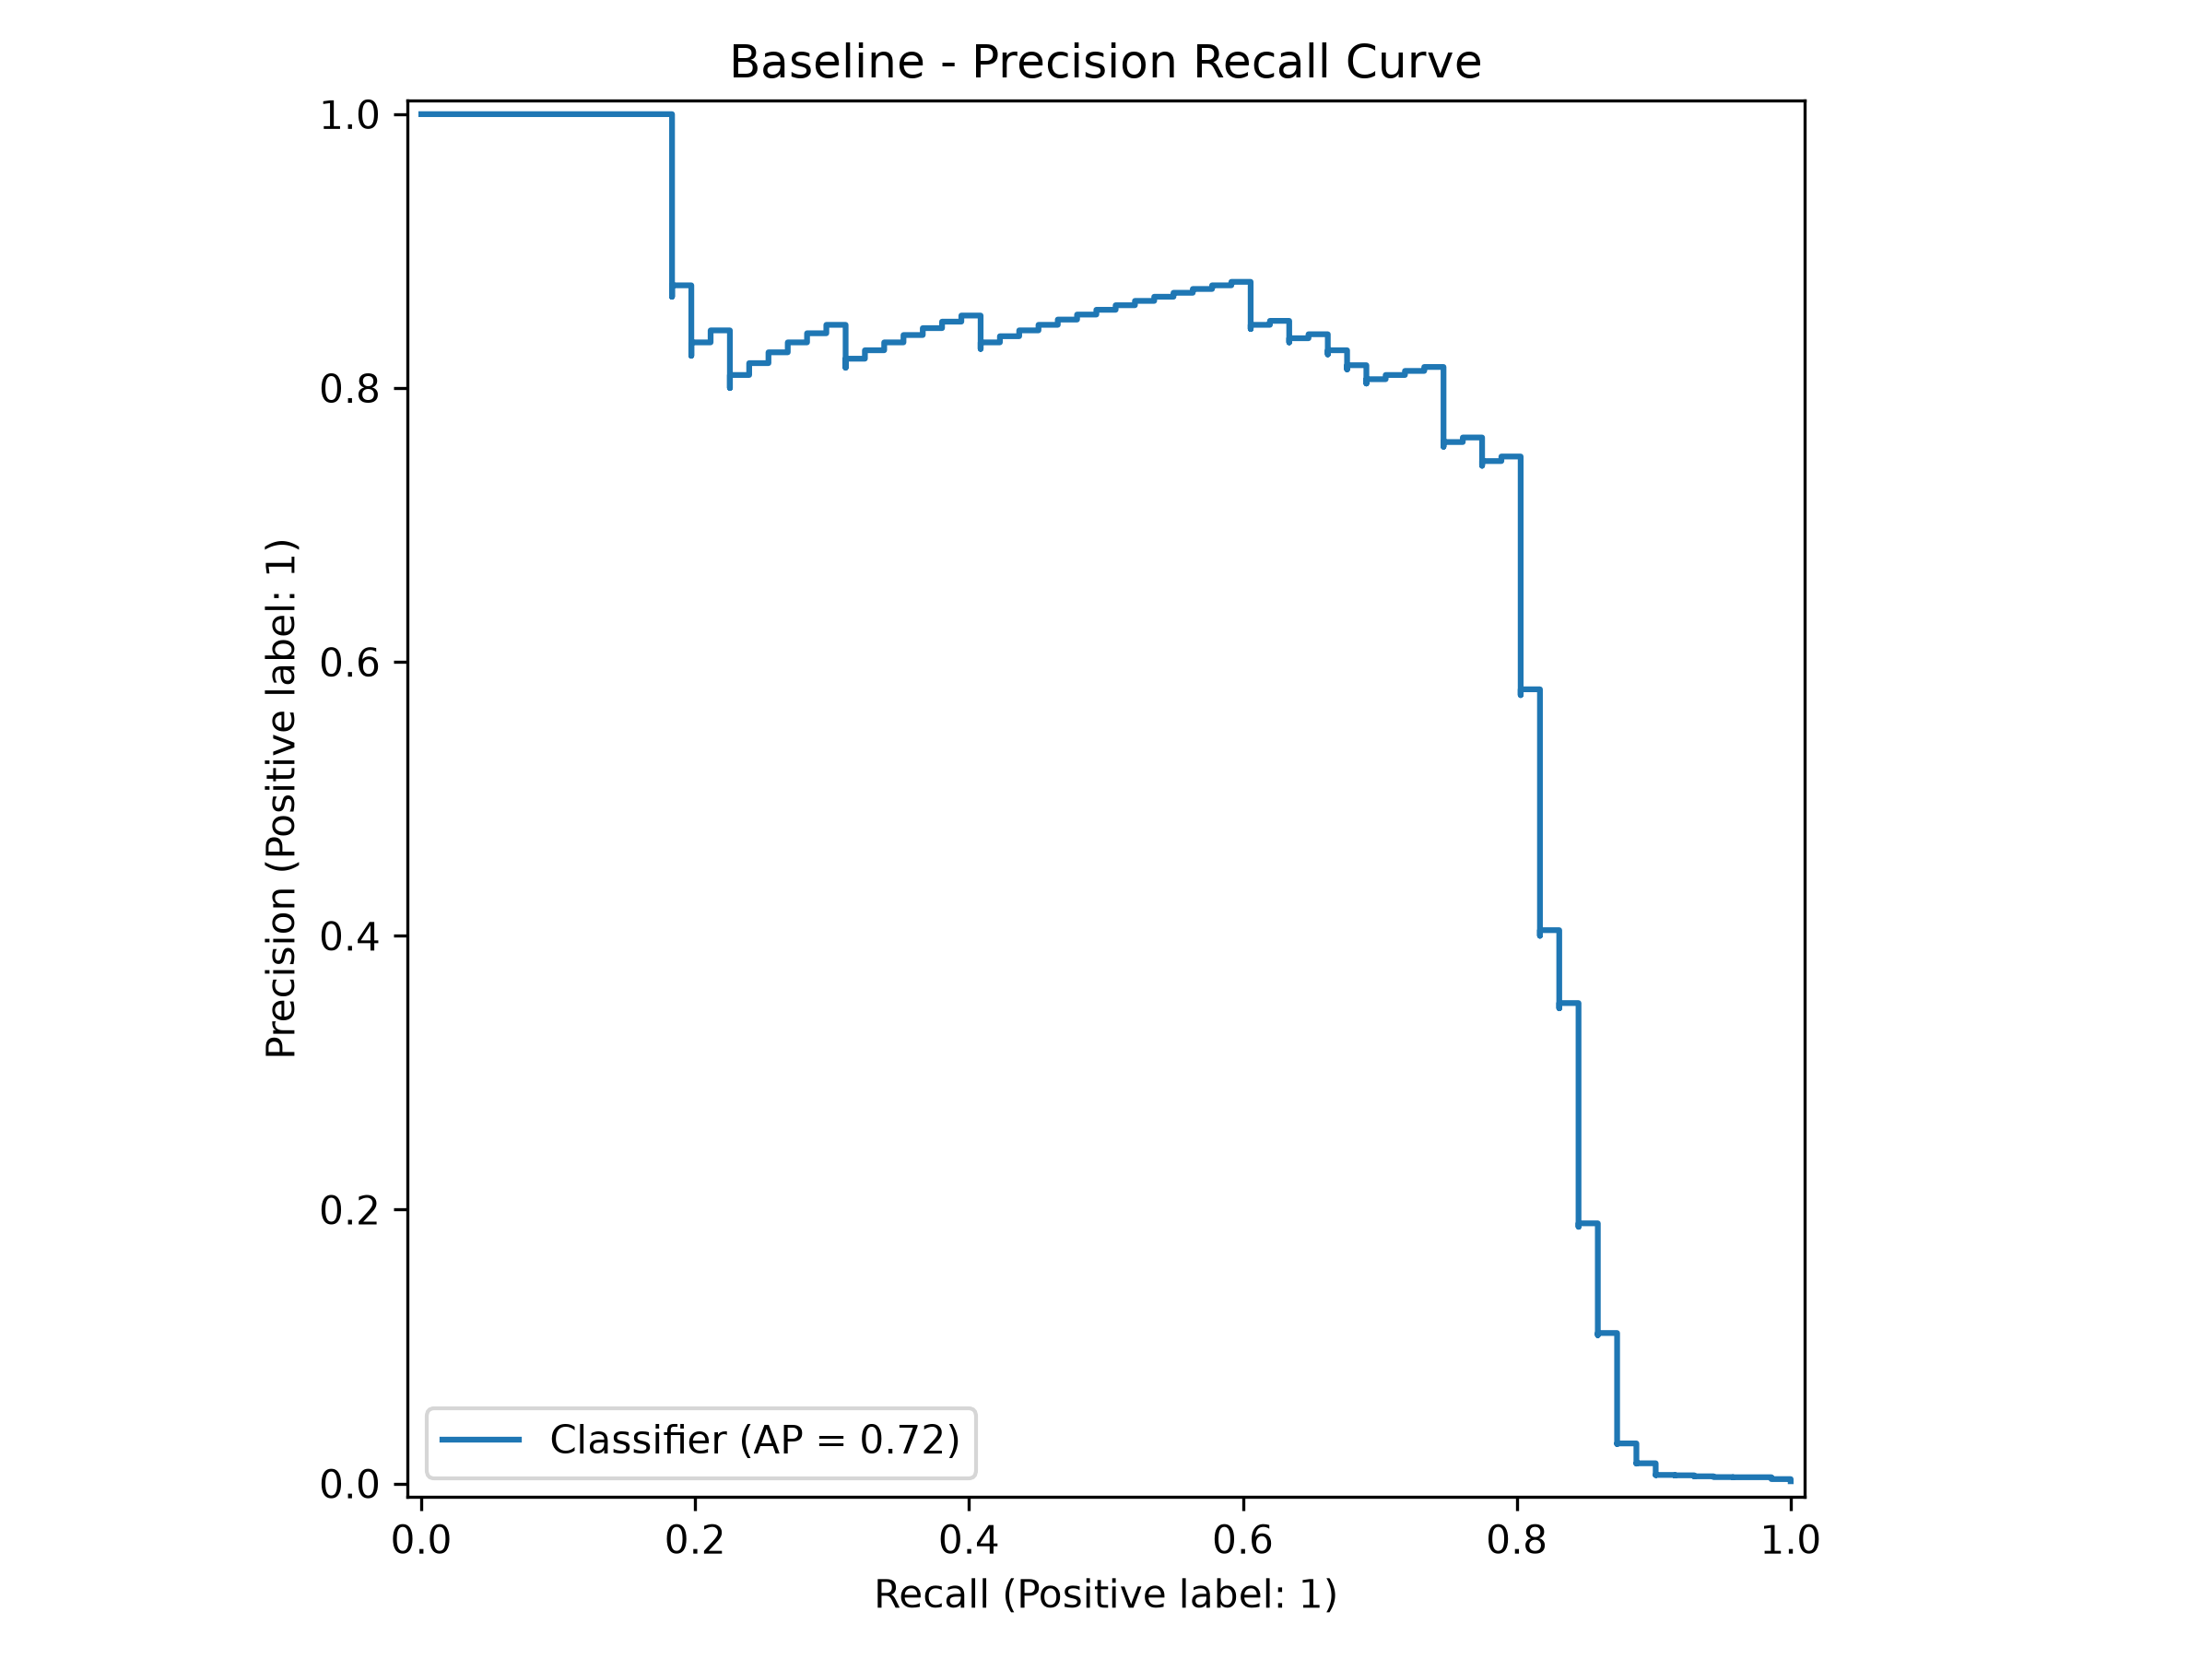 Baseline - Precision Recall Curve
1.0
0.8
0.6
0.4
0.2
0.0
Precision (Positive label: 1)
Classifier (AP = 0.72)
0.0 0.2 0.4 0.6 0.8 1.0
Recall (Positive label: 1)